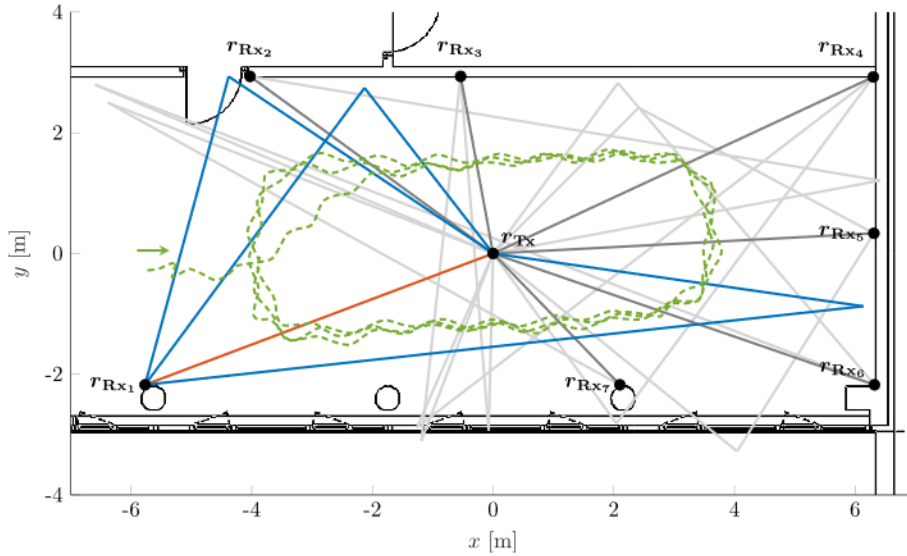 4
r_Rx2
r_Rx3
r_Rx4
2
r_Tx
r_Rx5
0
y [m]
-2
r_Rx1
r_Rx7
r_Rx6
-4
-6
-4
-2
0
2
4
6
x [m]